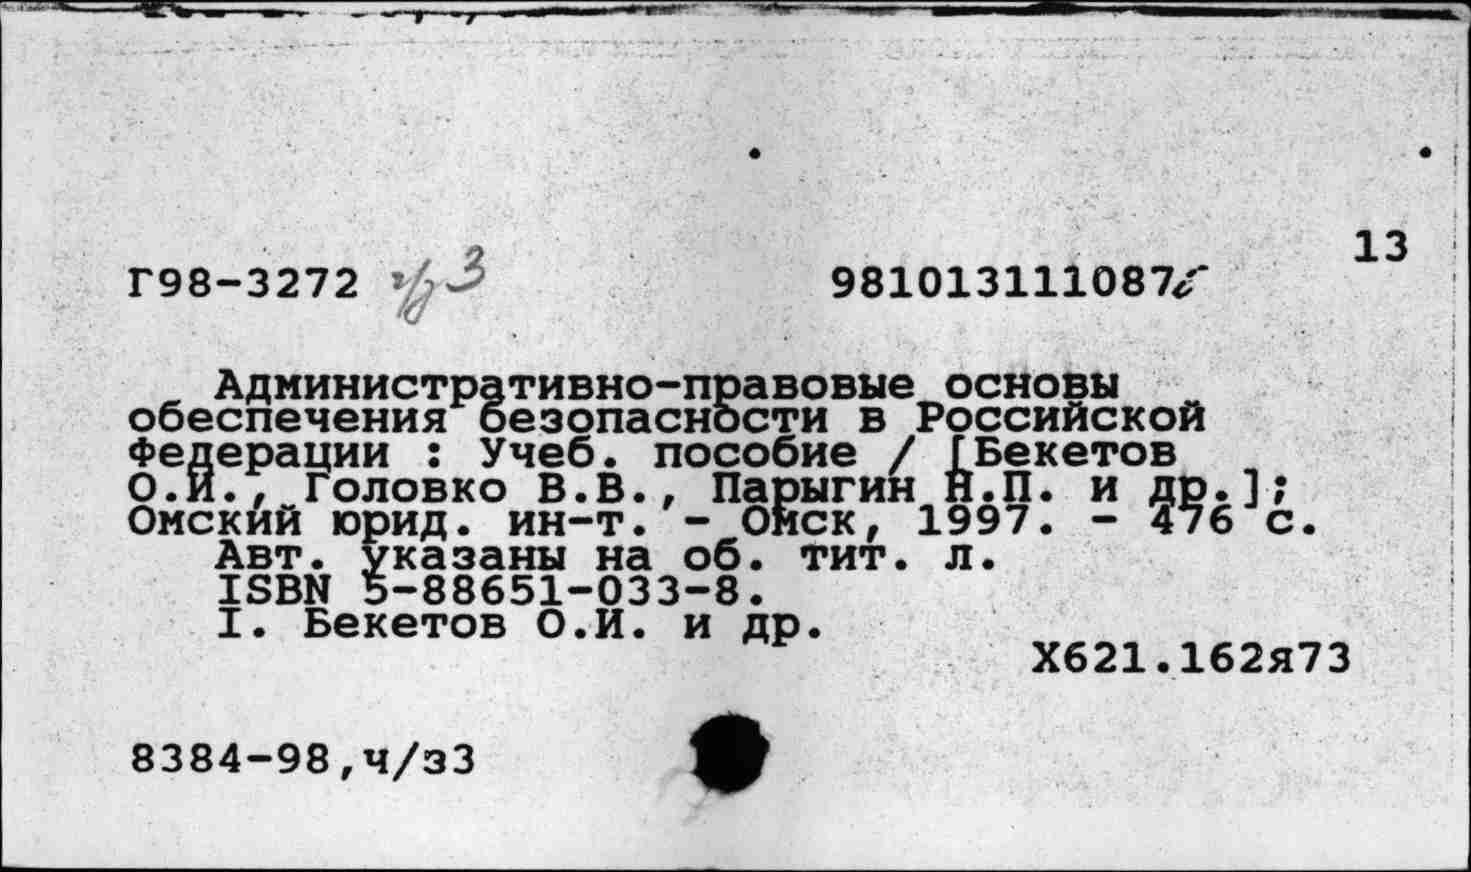 13
Г98-3272 ч/з 3 981013111087
Административно-правовые основы
обеспечения безопасности в Российской
Федерации : Учеб. пособие / [Бекетов
О.И., Головко В.В., Парыгин Н.П. и др.];
Омский юрид. ин-т. - Омск, 1997. - 476 с.
Авт. указаны на об. тит. л.
ISBN 5-88651-033-8.
I. Бекетов О.И. и др.
Х621.162я73
8384-98,ч/з3